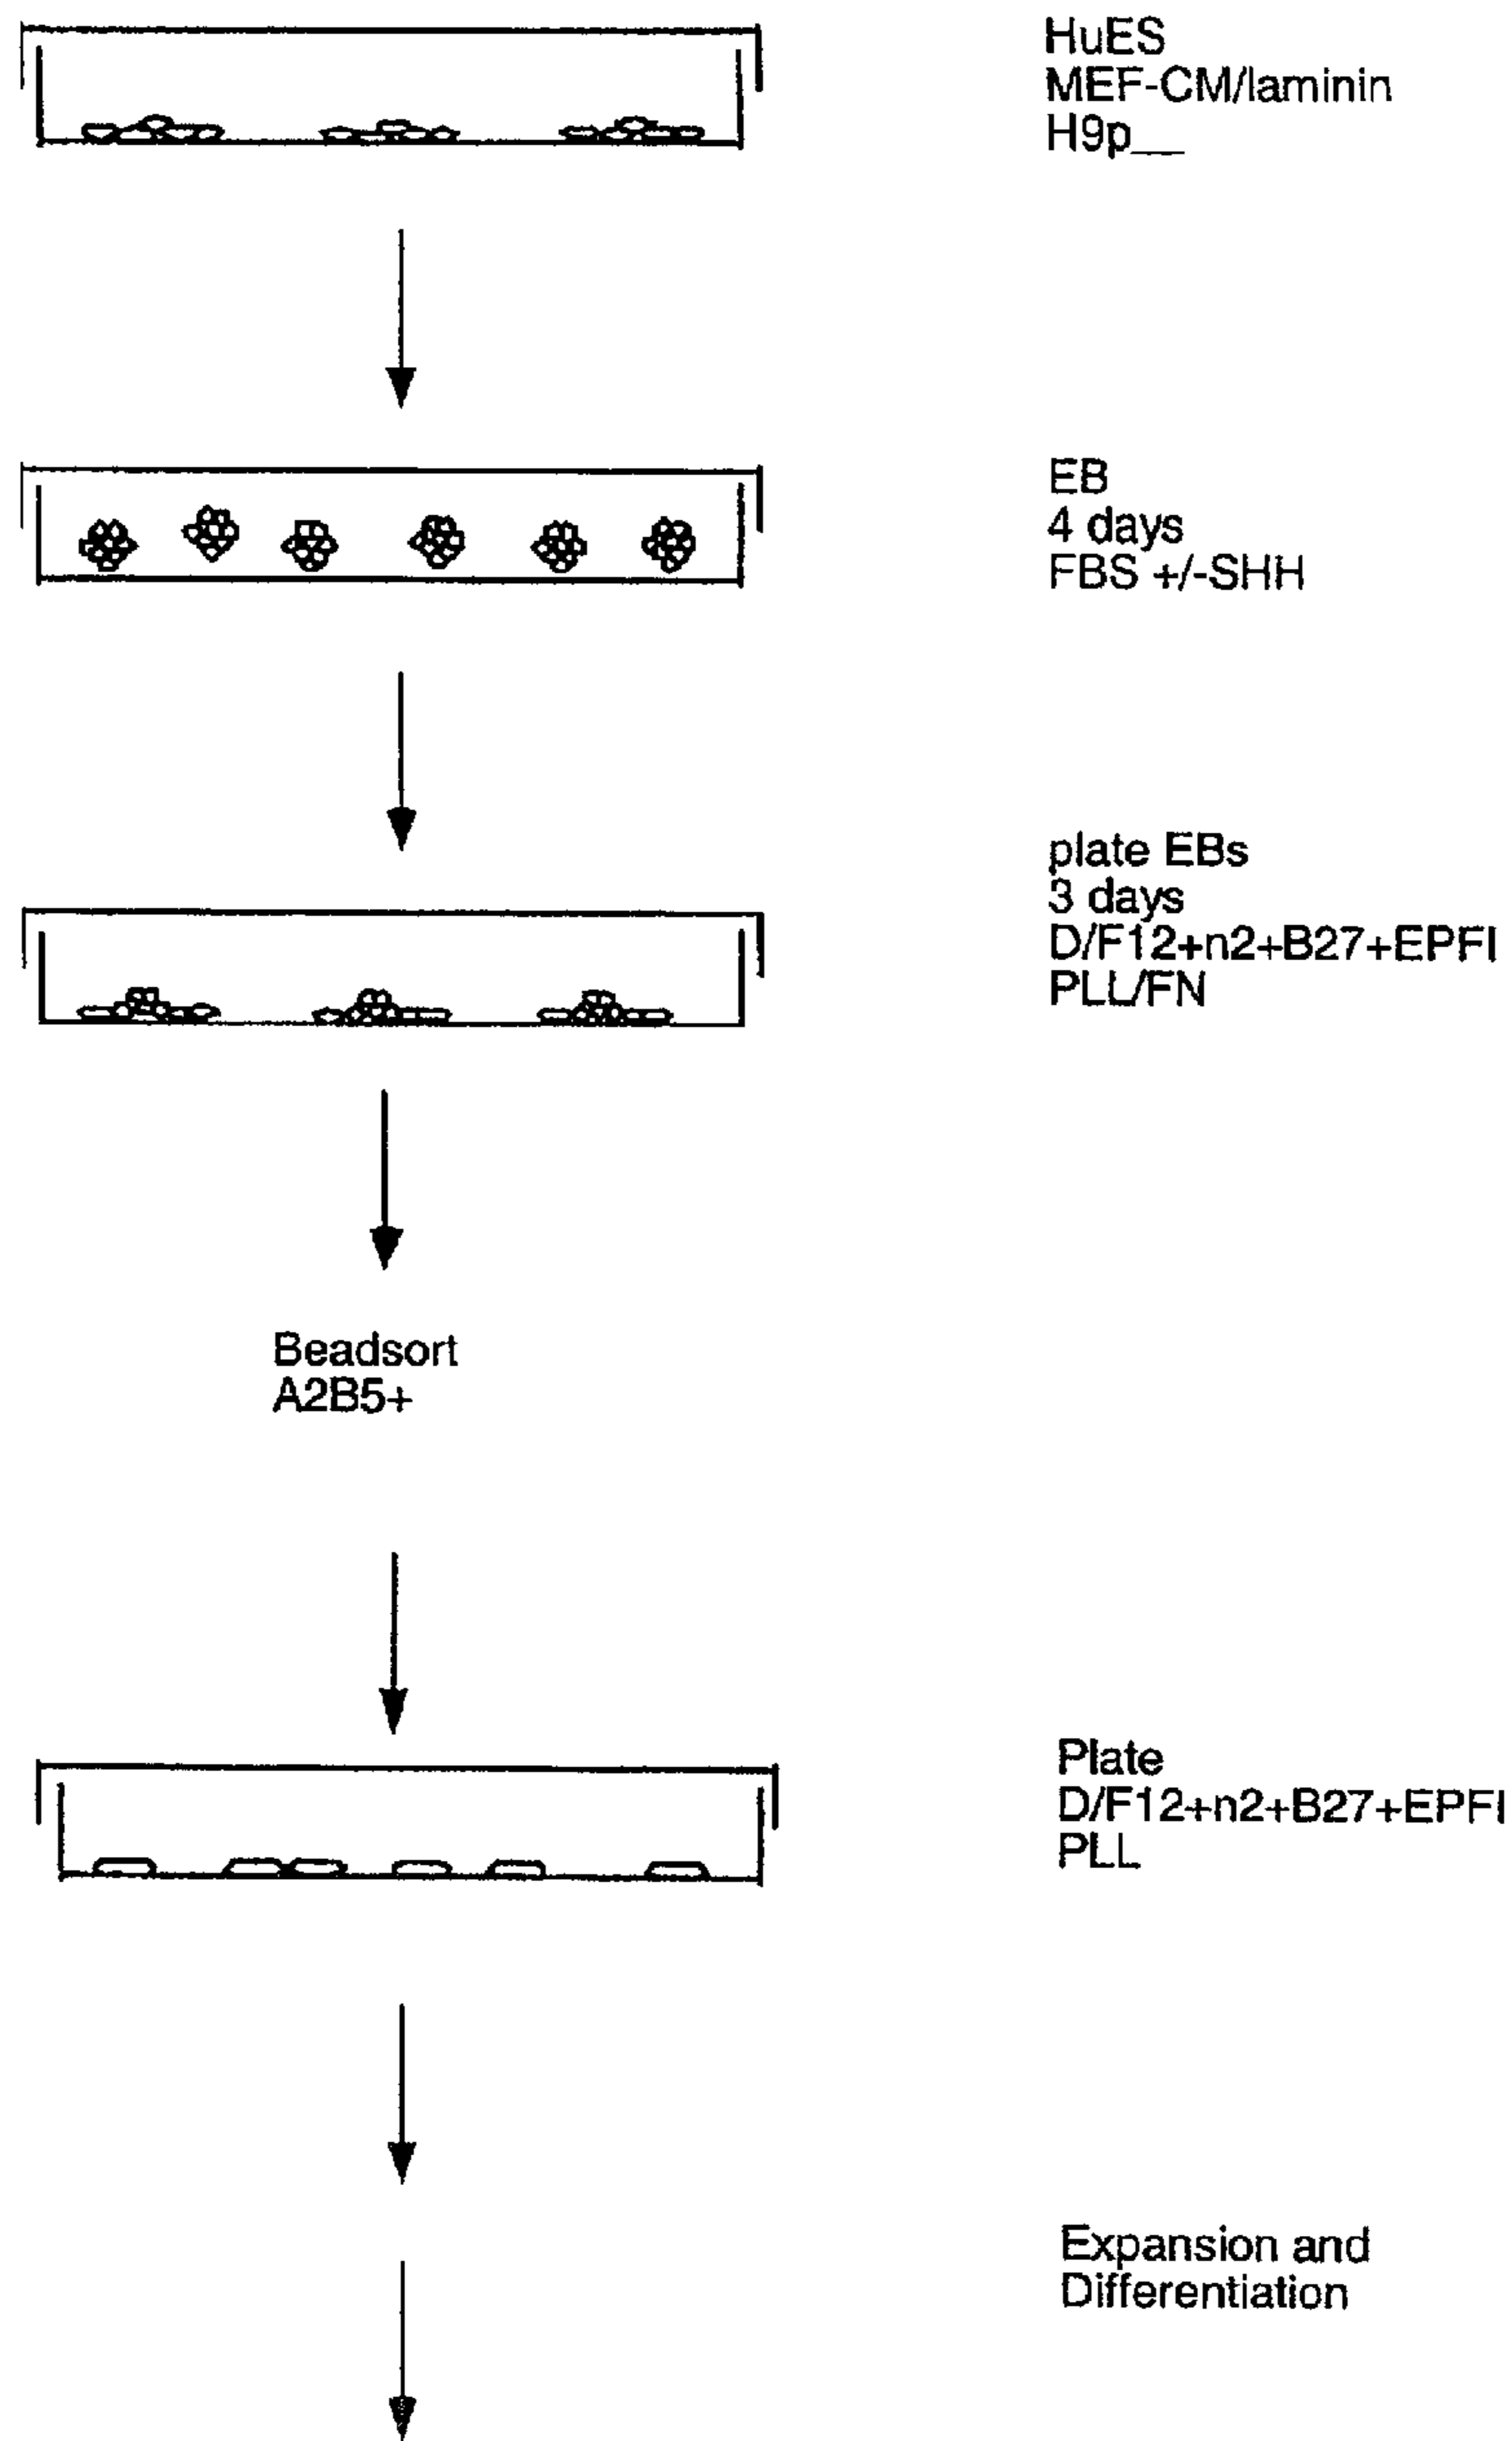 HuES
MEF-CM/laminin
H9p__
EB
4 days
FBS +/-SHH
plate EBs
3 days
D/F12+n2+B27+EPFI
PLL/FN
Beadsort
A2B5+
Plate
D/F12+n2+B27+EPFI
PLL
Expansion and
Differentiation